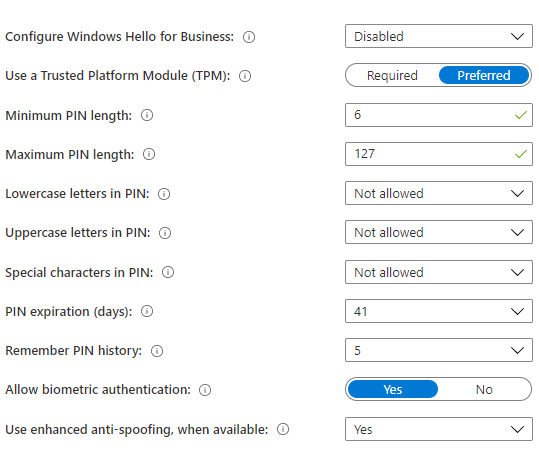 Configure Windows Hello for Business: Disabled
Use a Trusted Platform Module (TPM): Required Preferred
Minimum PIN length: 6
Maximum PIN length: 127
Lowercase letters in PIN: Not allowed
Uppercase letters in PIN: Not allowed
Special characters in PIN: Not allowed
PIN expiration (days): 41
Remember PIN history: 5
Allow biometric authentication: Yes No
Use enhanced anti-spoofing, when available: Yes